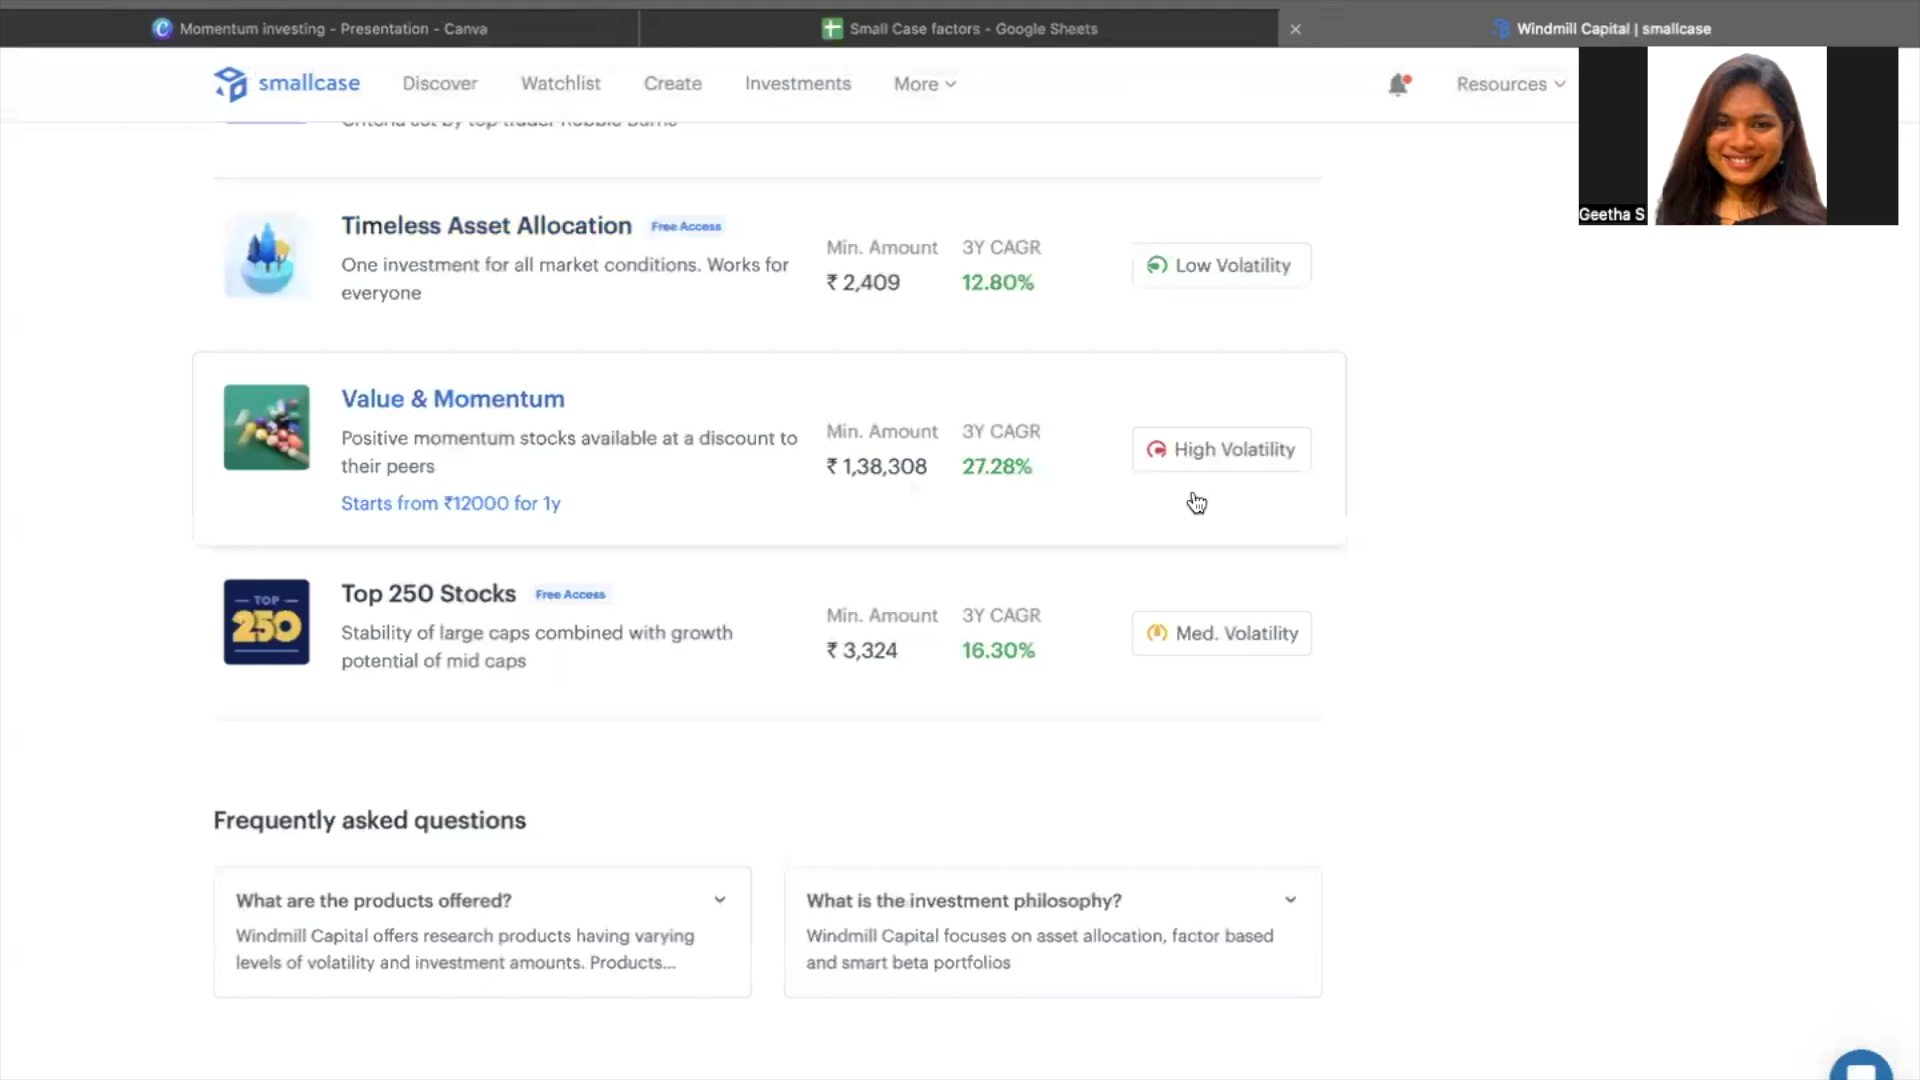 Momentum investing - Presentation - Canva
Small Case factors - Google Sheets
Windmill Capital | smallcase
smallcase
Discover
Watchlist
Create
Investments
More
Resources
Geetha S
Criteria set by top trader Robbie Burns
Timeless Asset Allocation
Free Access
One investment for all market conditions. Works for
everyone
Min. Amount
₹ 2,409
3Y CAGR
12.80%
Low Volatility
Value & Momentum
Positive momentum stocks available at a discount to
their peers
Starts from ₹12000 for 1y
Min. Amount
₹ 1,38,308
3Y CAGR
27.28%
High Volatility
TOP
250
Top 250 Stocks
Free Access
Stability of large caps combined with growth
potential of mid caps
Min. Amount
₹ 3,324
3Y CAGR
16.30%
Med. Volatility
Frequently asked questions
What are the products offered?
Windmill Capital offers research products having varying
levels of volatility and investment amounts. Products...
What is the investment philosophy?
Windmill Capital focuses on asset allocation, factor based
and smart beta portfolios